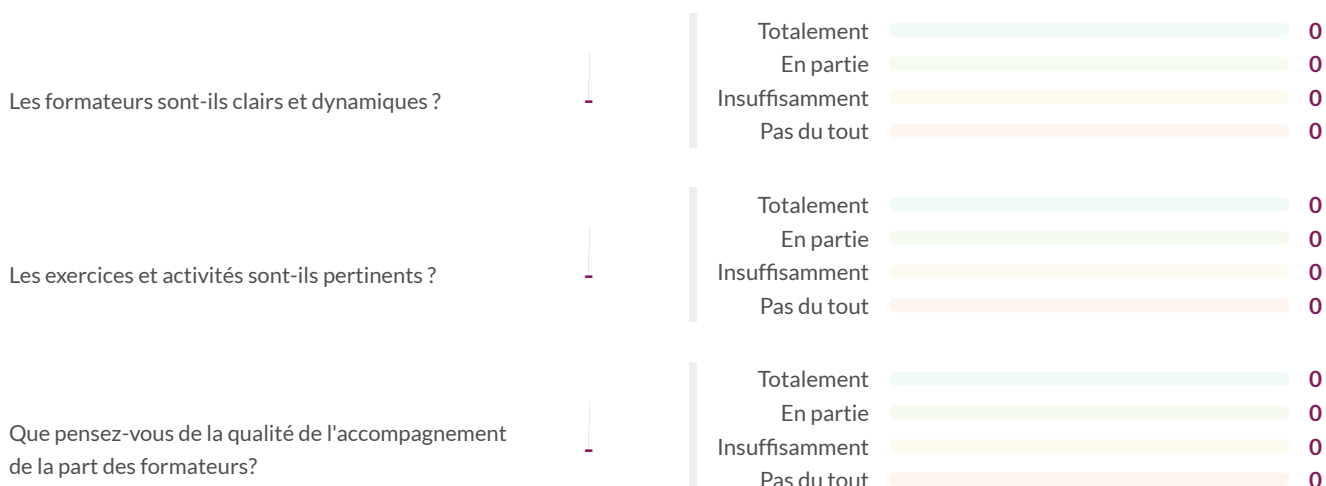 Totalement 0
En partie 0
Les formateurs sont-ils clairs et dynamiques ? - Insuffisamment 0
Pas du tout 0
Totalement 0
En partie 0
Les exercices et activités sont-ils pertinents ? - Insuffisamment 0
Pas du tout 0
Totalement 0
En partie 0
Que pensez-vous de la qualité de l'accompagnement
de la part des formateurs?
- Insuffisamment 0
Pas du tout 0